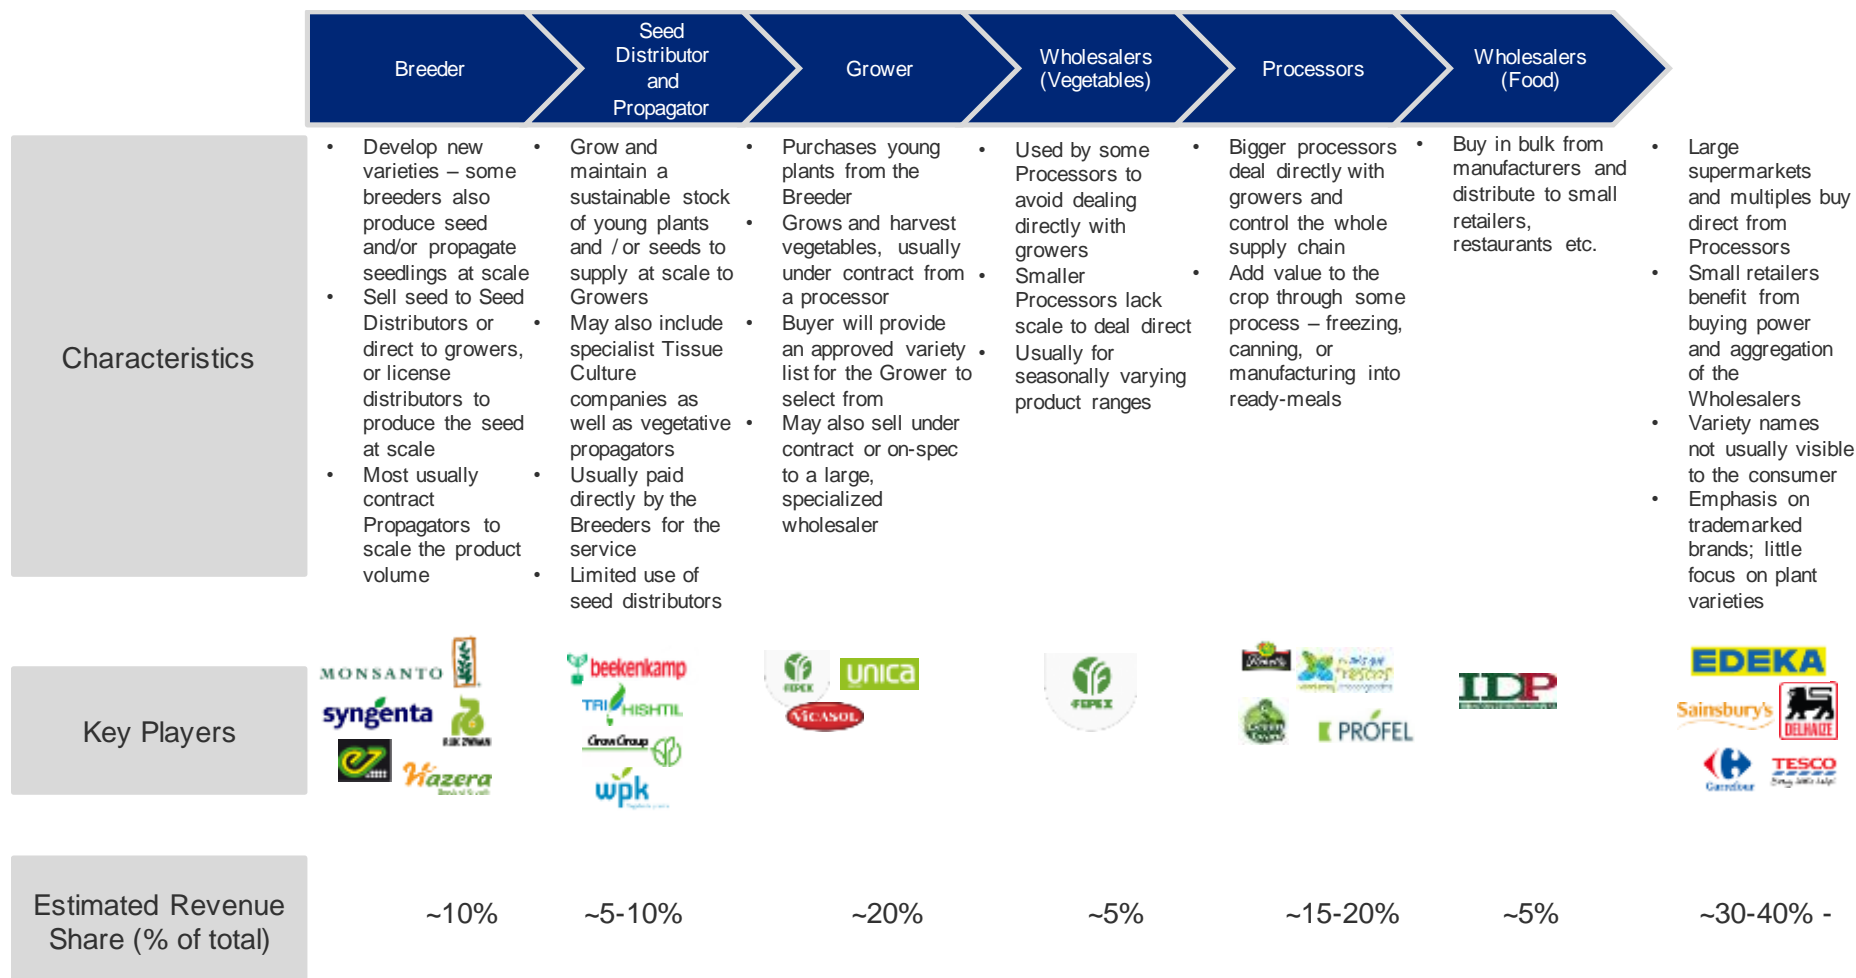 Breeder
Seed
Distributor
and
Propagator
Grower
Wholesalers
(Vegetables)
Processors
Wholesalers
(Food)
Characteristics
• Develop new
varieties – some
breeders also
produce seed
and/or propagate
seedlings at scale
• Sell seed to Seed
Distributors or
direct to growers,
or license
distributors to
produce the seed
at scale
• Most usually
contract
Propagators to
scale the product
volume
• Grow and
maintain a
sustainable stock
of young plants
and / or seeds to
supply at scale to
Growers
• May also include
specialist Tissue
Culture
companies as
well as vegetative
propagators
• Usually paid
directly by the
Breeders for the
service
• Limited use of
seed distributors
• Purchases young
plants from the
Breeder
• Grows and harvest
vegetables, usually
under contract from
a processor
• Buyer will provide
an approved variety
list for the Grower to
select from
• May also sell under
contract or on-spec
to a large,
specialized
wholesaler
• Used by some
Processors to
avoid dealing
directly with
growers
• Smaller
Processors lack
scale to deal direct
• Usually for
seasonally varying
product ranges
• Bigger processors
deal directly with
growers and
control the whole
supply chain
• Add value to the
crop through some
process – freezing,
canning, or
manufacturing into
ready-meals
• Buy in bulk from
manufacturers and
distribute to small
retailers,
restaurants etc.
• Large
supermarkets
and multiples buy
direct from
Processors
• Small retailers
benefit from
buying power
and aggregation
of the
Wholesalers
• Variety names
not usually visible
to the consumer
• Emphasis on
trademarked
brands; little
focus on plant
varieties
Key Players
MONSANTO
syngenta
RIJK ZWAAN
Hazera
beekenkamp
TRI HISHTIL
GrowGroup
wpk
FEPEX
unica
VICASOL
FEPEX
PROFEL
IDP
EDEKA
Sainsbury's
DELHAIZE
Carrefour
TESCO
Every little helps
Estimated Revenue
Share (% of total)
~10%
~5-10%
~20%
~5%
~15-20%
~5%
~30-40% -